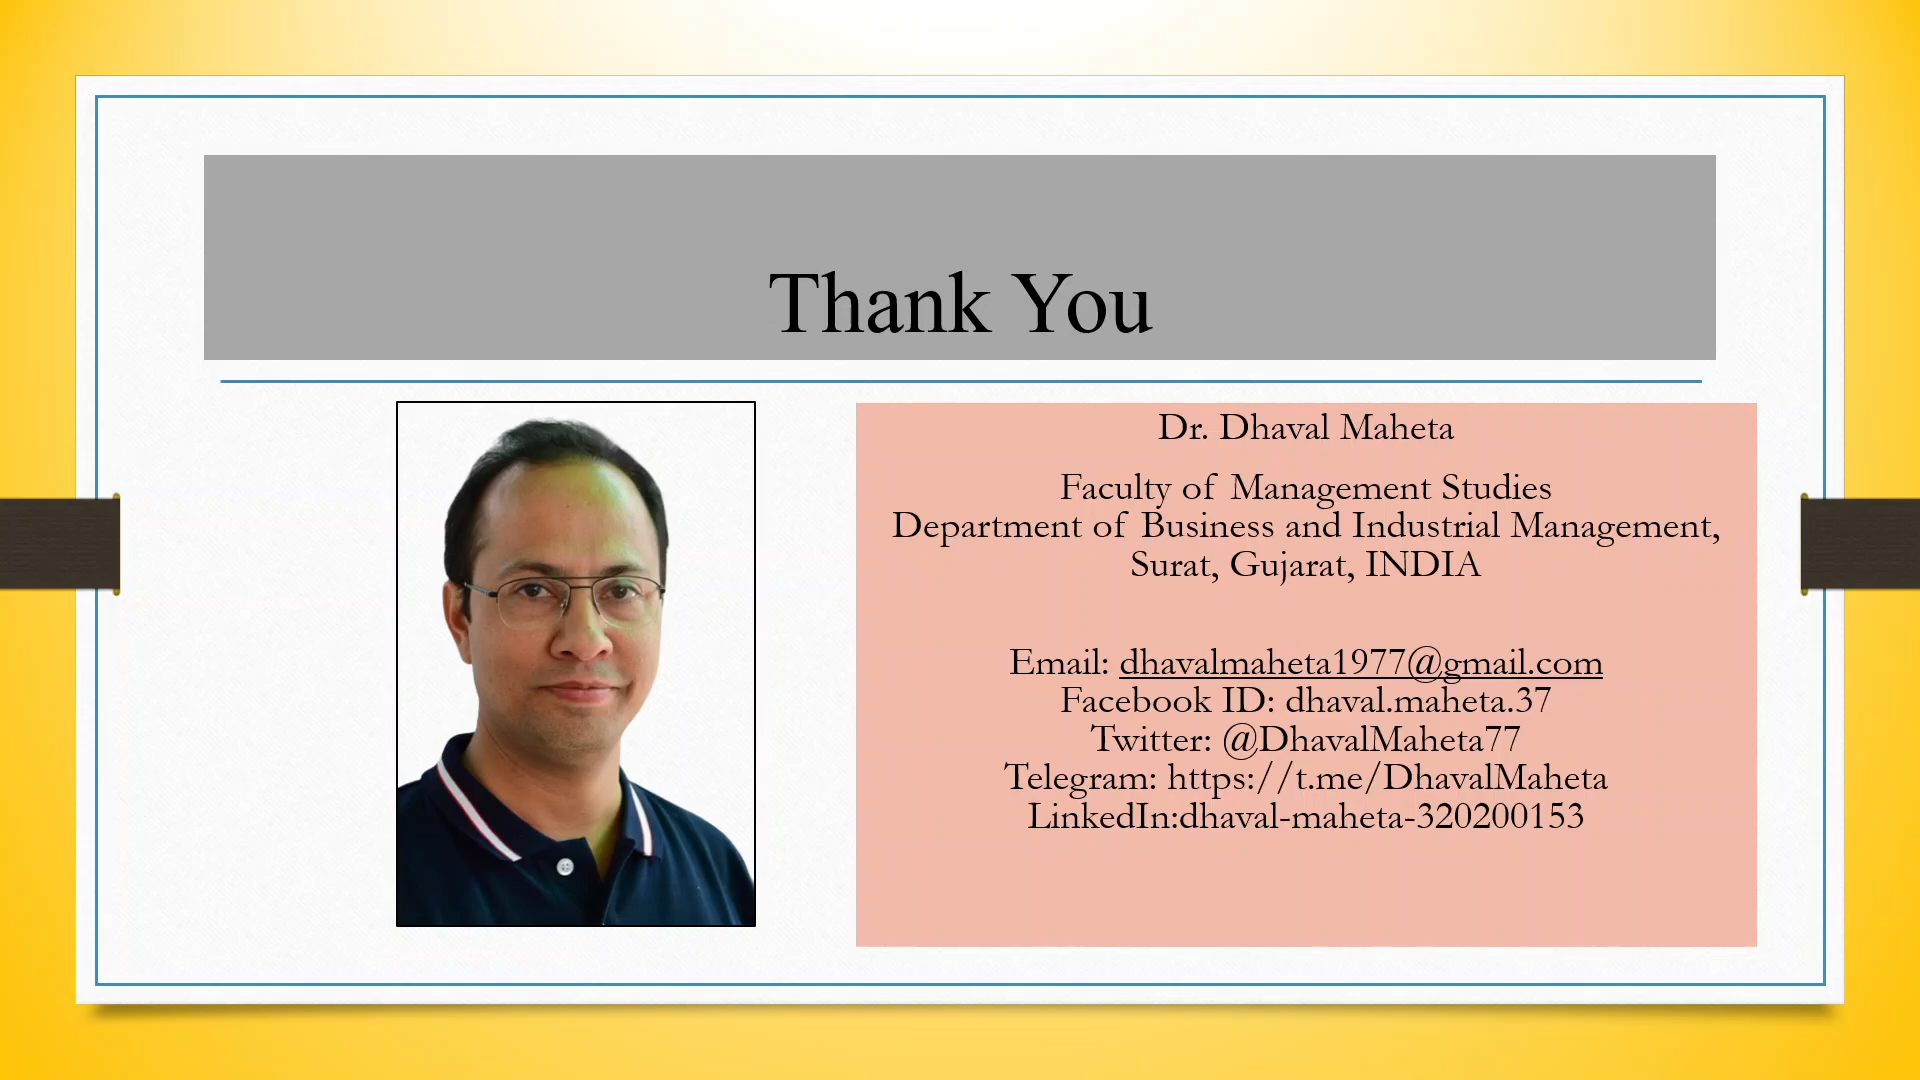 Thank You
Dr. Dhaval Maheta
Faculty of Management Studies
Department of Business and Industrial Management,
Surat, Gujarat, INDIA
Email: dhavalmaheta1977@gmail.com
Facebook ID: dhaval.maheta.37
Twitter: @DhavalMaheta77
Telegram: https://t.me/DhavalMaheta
LinkedIn:dhaval-maheta-320200153